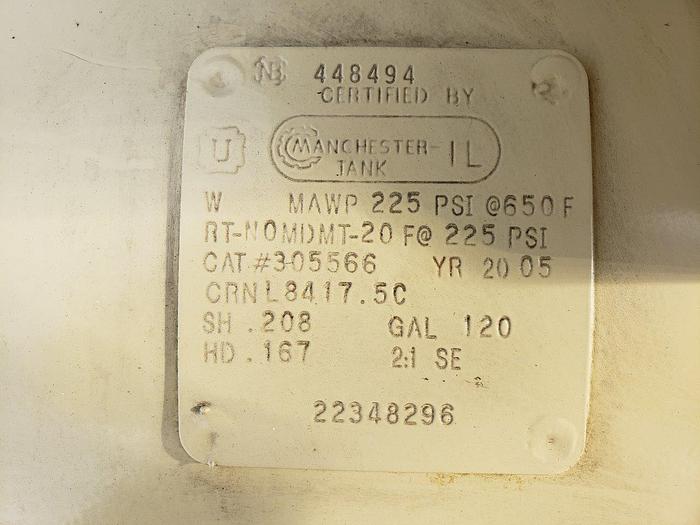 NB 448494
CERTIFIED BY
U MANCHESTER-IL
TANK
W MAWP 225 PSI @650 F
RT-NO MDMT-20 F@ 225 PSI
CAT.#305566 YR 2005
CRN L8417.5C
SH .208 GAL 120
HD .167 2:1 SE
22348296